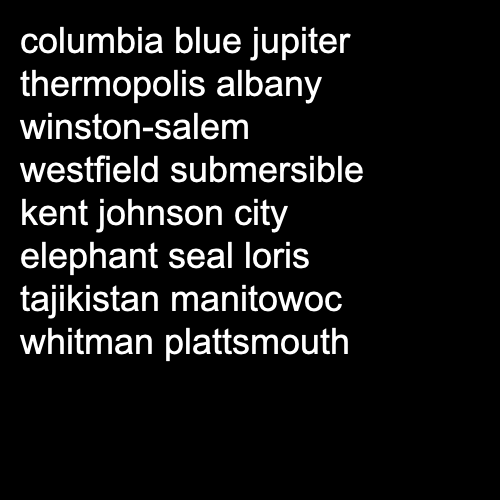 columbia blue jupiter
thermopolis albany
winston-salem
westfield submersible
kent johnson city
elephant seal loris
tajikistan manitowoc
whitman plattsmouth